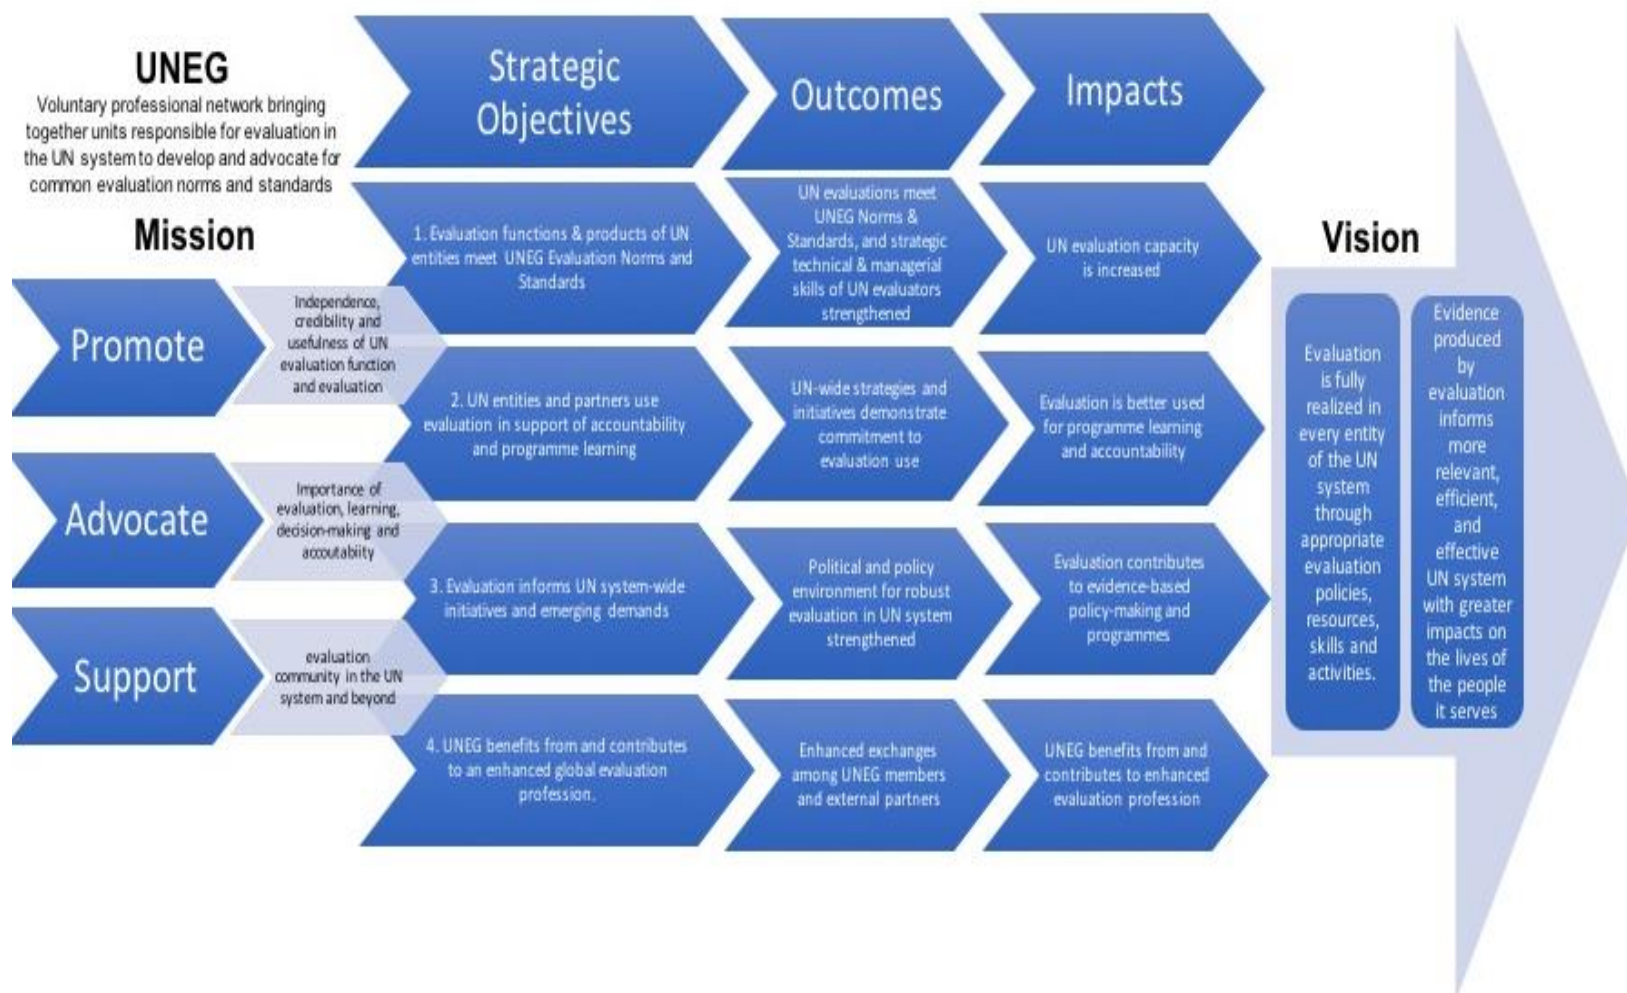 UNEG
Voluntary professional network bringing
together units responsible for evaluation in
the UN system to develop and advocate for
common evaluation norms and standards
Mission
Promote
Independence,
credibility and
usefulness of UN
evaluation function
and evaluation
Advocate
Importance of
evaluation, learning,
decision-making and
accoutabiity
Support
evaluation
community in the UN
system and beyond
Strategic
Objectives
1. Evaluation functions & products of UN
entities meet UNEG Evaluation Norms and
Standards
2. UN entities and partners use
evaluation in support of accountability
and programme learning
3. Evaluation informs UN system-wide
initiatives and emerging demands
4. UNEG benefits from and contributes
to an enhanced global evaluation
profession.
Outcomes
UN evaluations meet
UNEG Norms &
Standards, and strategic
technical & managerial
skills of UN evaluators
strengthened
UN-wide strategies and
initiatives demonstrate
commitment to
evaluation use
Political and policy
environment for robust
evaluation in UN system
strengthened
Enhanced exchanges
among UNEG members
and external partners
Impacts
UN evaluation capacity
is increased
Evaluation is better used
for programme learning
and accountability
Evaluation contributes
to evidence-based
policy-making and
programmes
UNEG benefits from and
contributes to enhanced
evaluation profession
Vision
Evaluation
is fully
realized in
every entity
of the UN
system
through
appropriate
evaluation
policies,
resources,
skills and
activities.
Evidence
produced
by
evaluation
informs
more
relevant,
efficient,
and
effective
UN system
with greater
impacts on
the lives of
the people
it serves